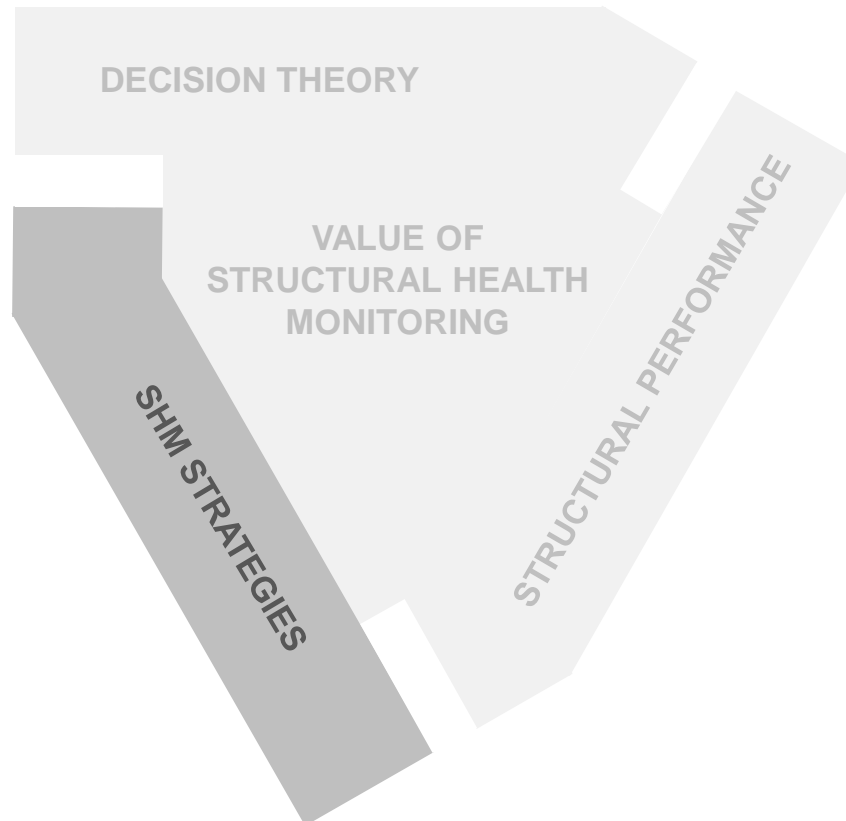 DECISION THEORY
VALUE OF
STRUCTURAL HEALTH
MONITORING
STRUCTURAL PERFORMANCE
SHM STRATEGIES